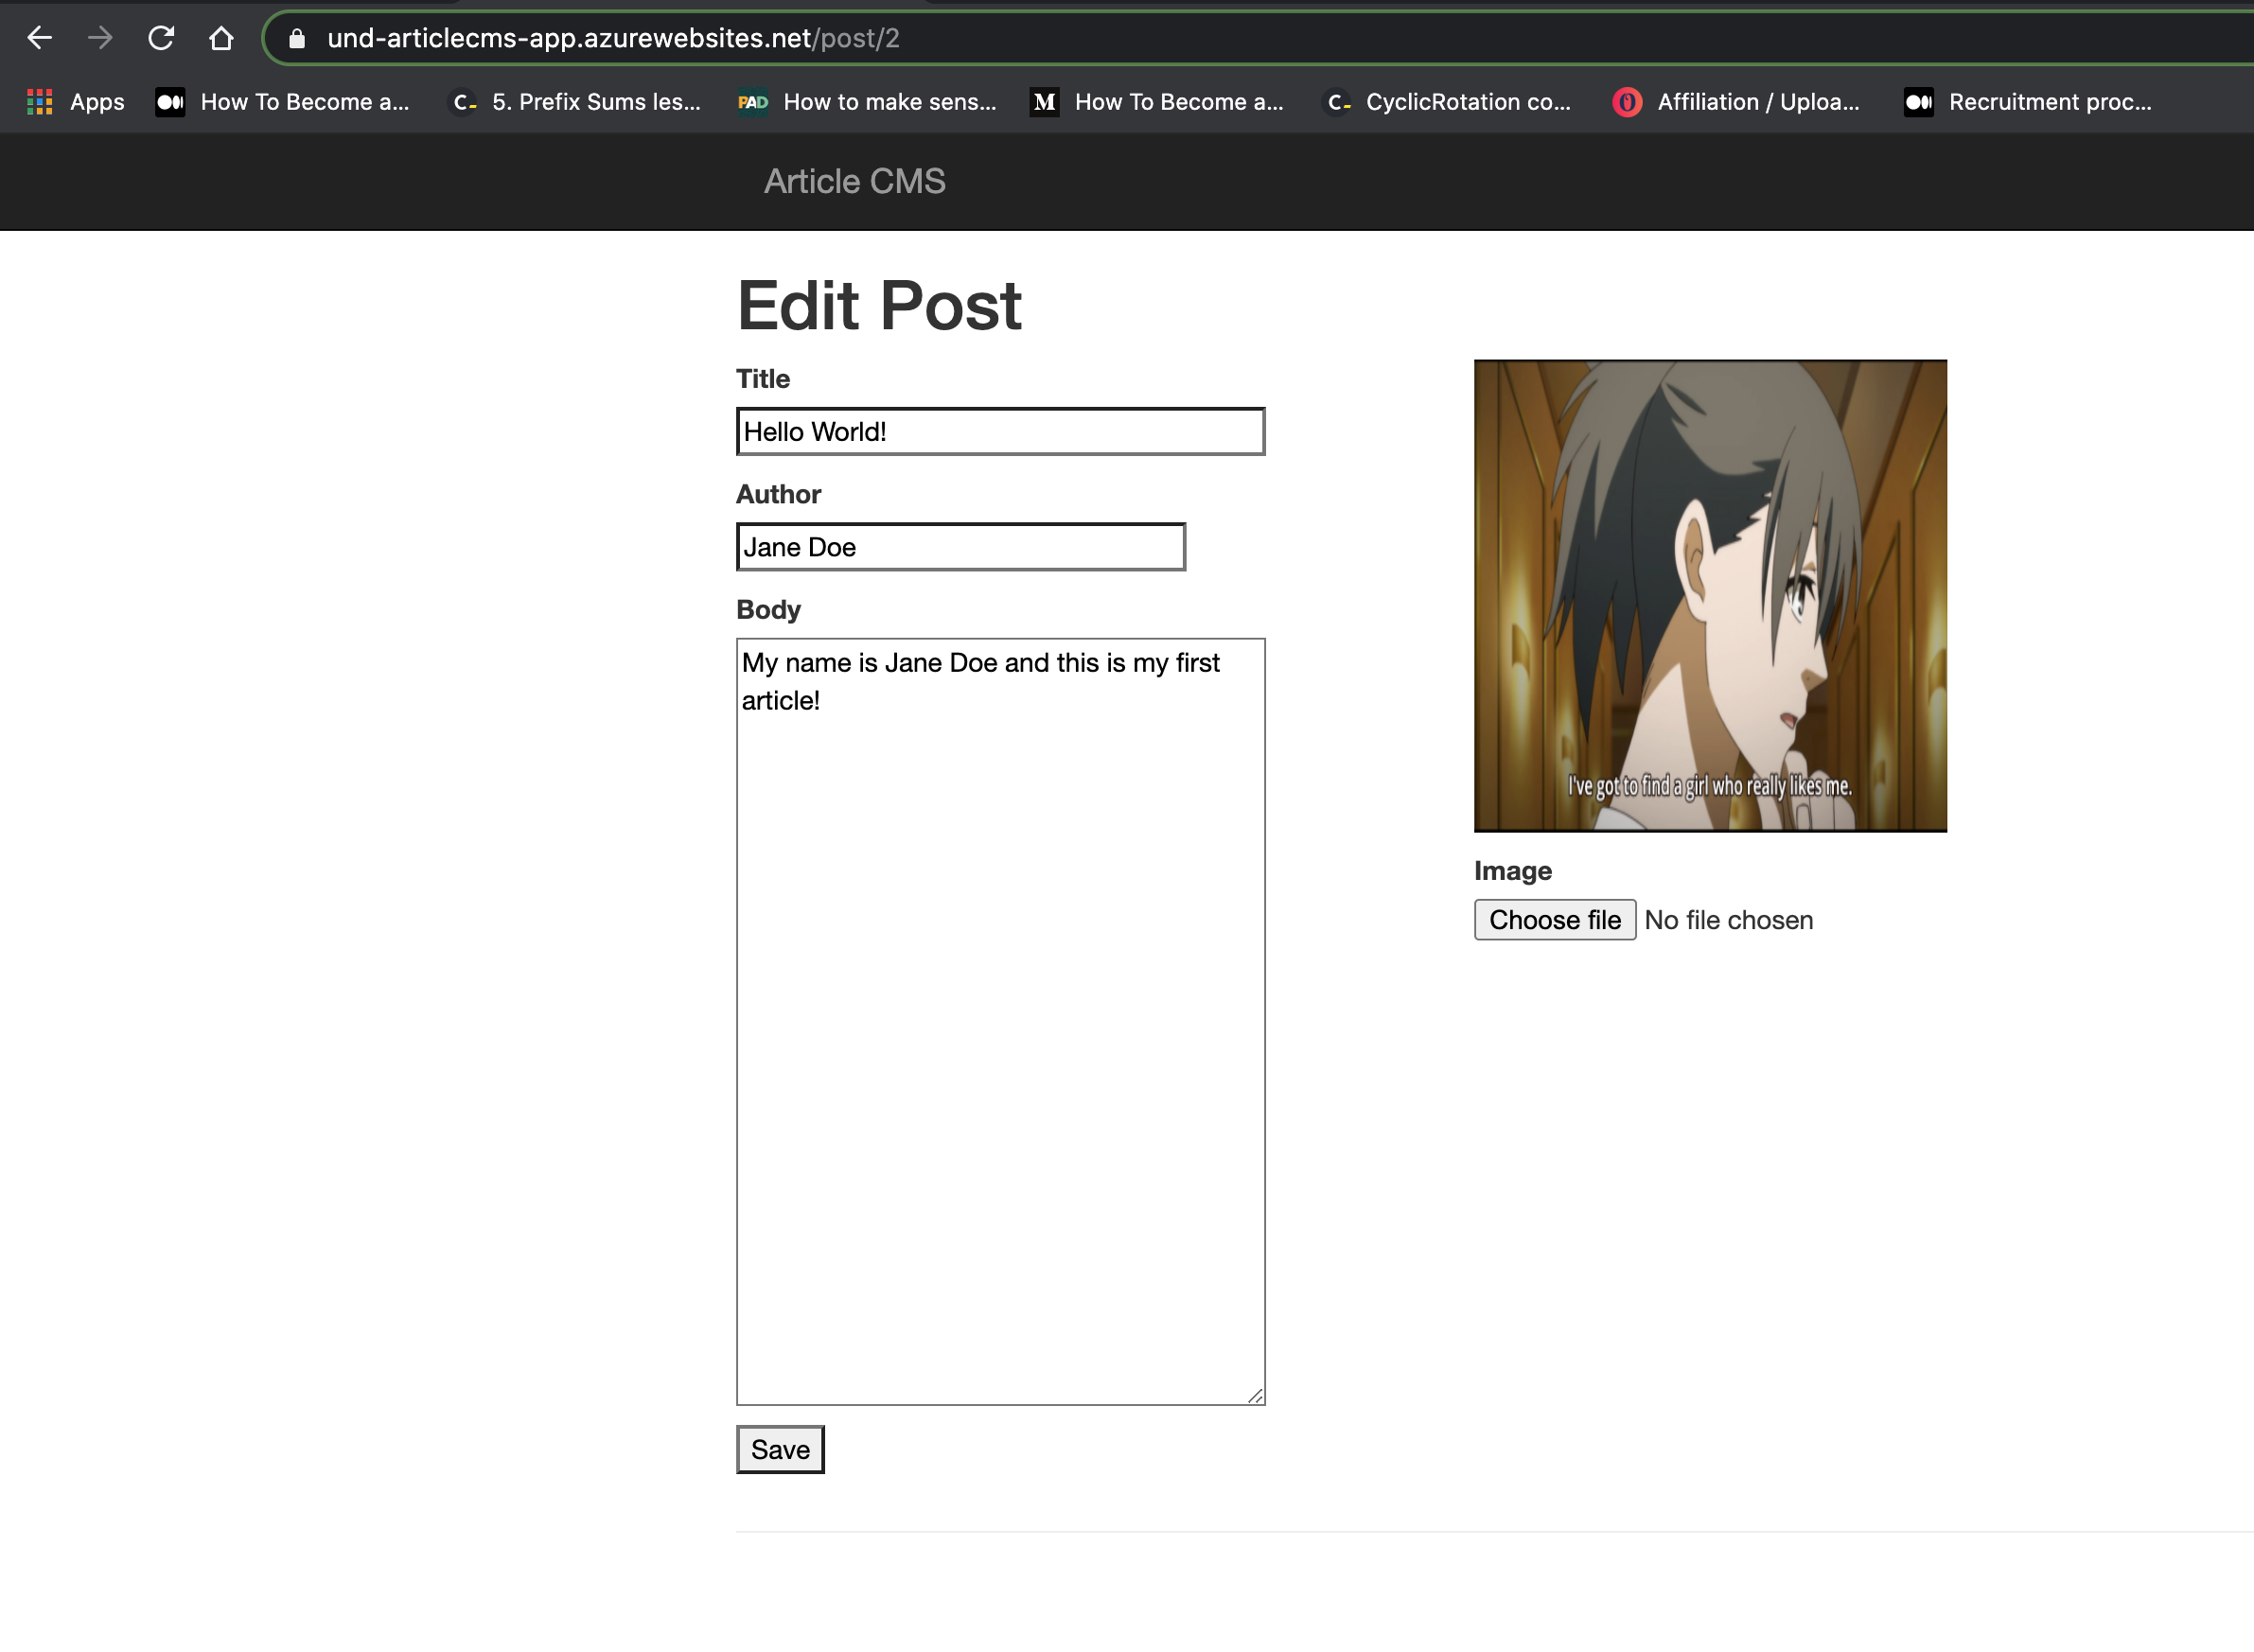 und-articlecms-app.azurewebsites.net/post/2
Apps How To Become a... C- 5. Prefix Sums les... PAD How to make sens... M How To Become a... C- CyclicRotation co... Affiliation / Uploa... Recruitment proc...
Article CMS
Edit Post
Title
Hello World!
Author
Jane Doe
Body
My name is Jane Doe and this is my first
article!
I've got to find a girl who really likes me.
Image
Choose file No file chosen
Save